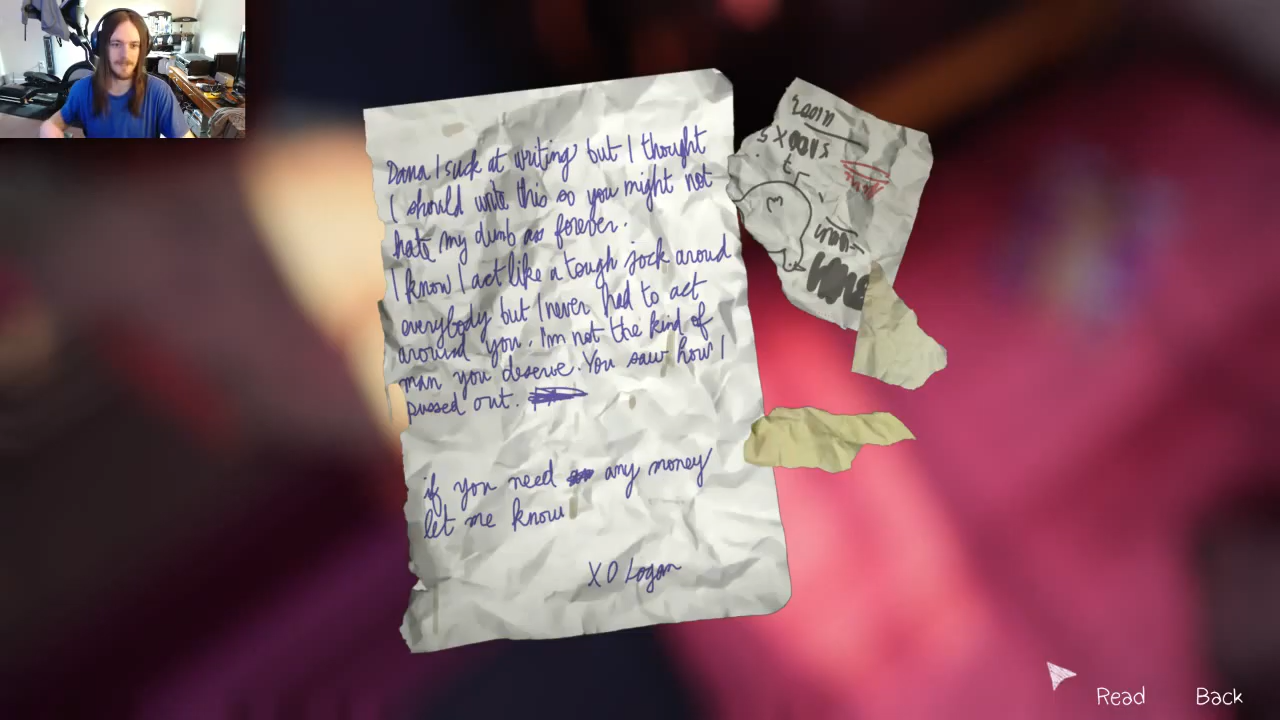 Dana I suck at writing but I thought
I should write this so you might not
hate my dumb ass forever.
I know I act like a tough jock aroud
everybody but I never had to act
around you. I'm not the kind of
man you deserve. You saw how I
pussed out.
if you need any money
let me know
XO Logan
Read
Back